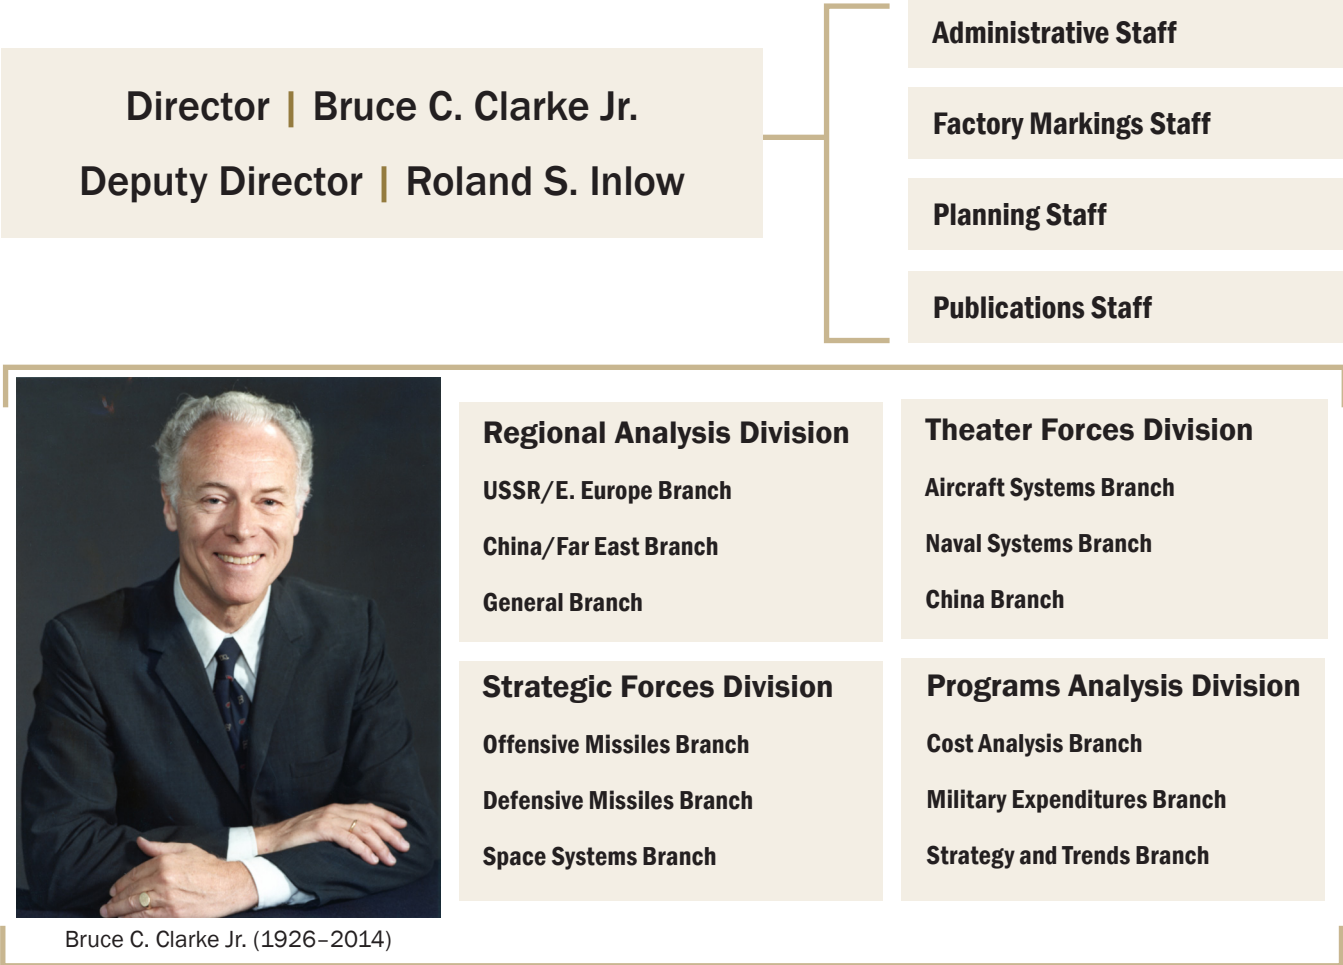 Director | Bruce C. Clarke Jr.
Deputy Director | Roland S. Inlow
Administrative Staff
Factory Markings Staff
Planning Staff
Publications Staff
Regional Analysis Division
USSR/E. Europe Branch
China/Far East Branch
General Branch
Theater Forces Division
Aircraft Systems Branch
Naval Systems Branch
China Branch
Strategic Forces Division
Offensive Missiles Branch
Defensive Missiles Branch
Space Systems Branch
Programs Analysis Division
Cost Analysis Branch
Military Expenditures Branch
Strategy and Trends Branch
Bruce C. Clarke Jr. (1926–2014)